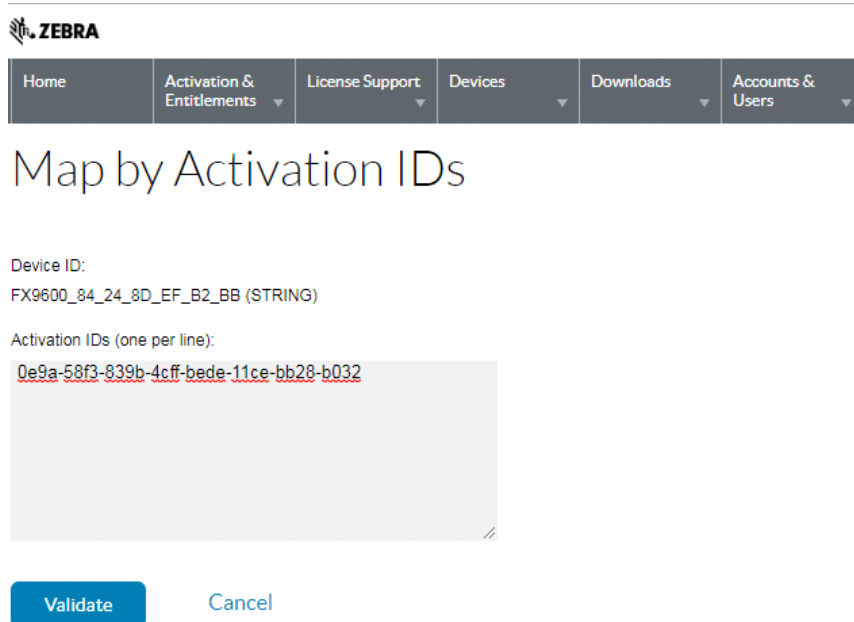 ZEBRA
Home
Activation & Entitlements
License Support
Devices
Downloads
Accounts & Users
Map by Activation IDs
Device ID:
FX9600_84_24_8D_EF_B2_BB (STRING)
Activation IDs (one per line):
0e9a-58f3-839b-4cff-bede-11ce-bb28-b032
Validate
Cancel